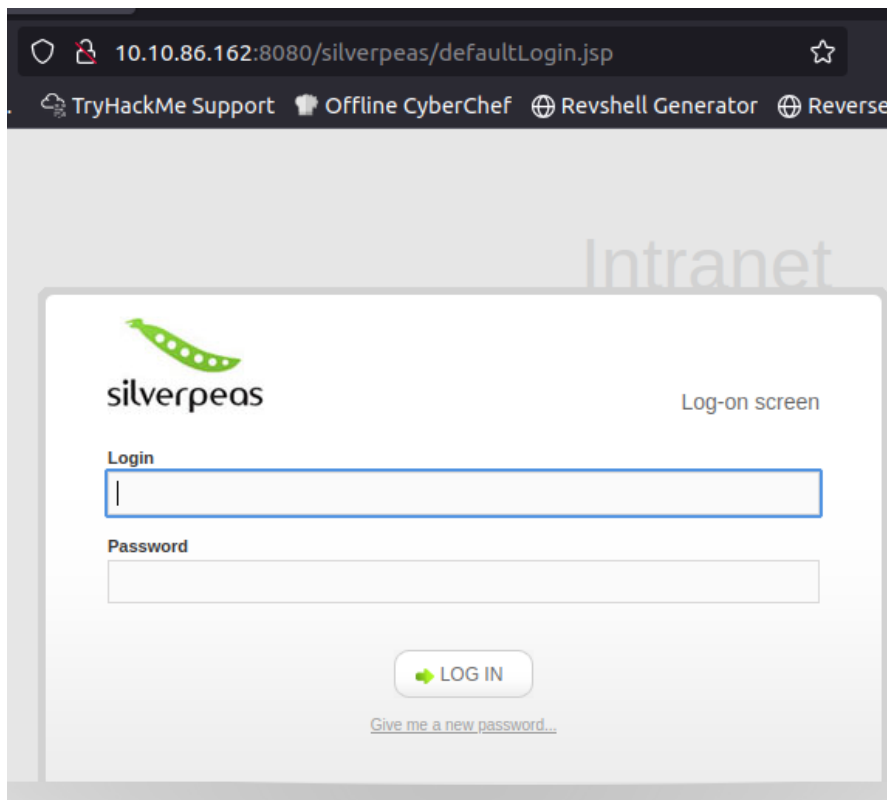 10.10.86.162:8080/silverpeas/defaultLogin.jsp
. TryHackMe Support Offline CyberChef Revshell Generator Reverse
Intranet
silverpeas
Log-on screen
Login
Password
LOG IN
Give me a new password...